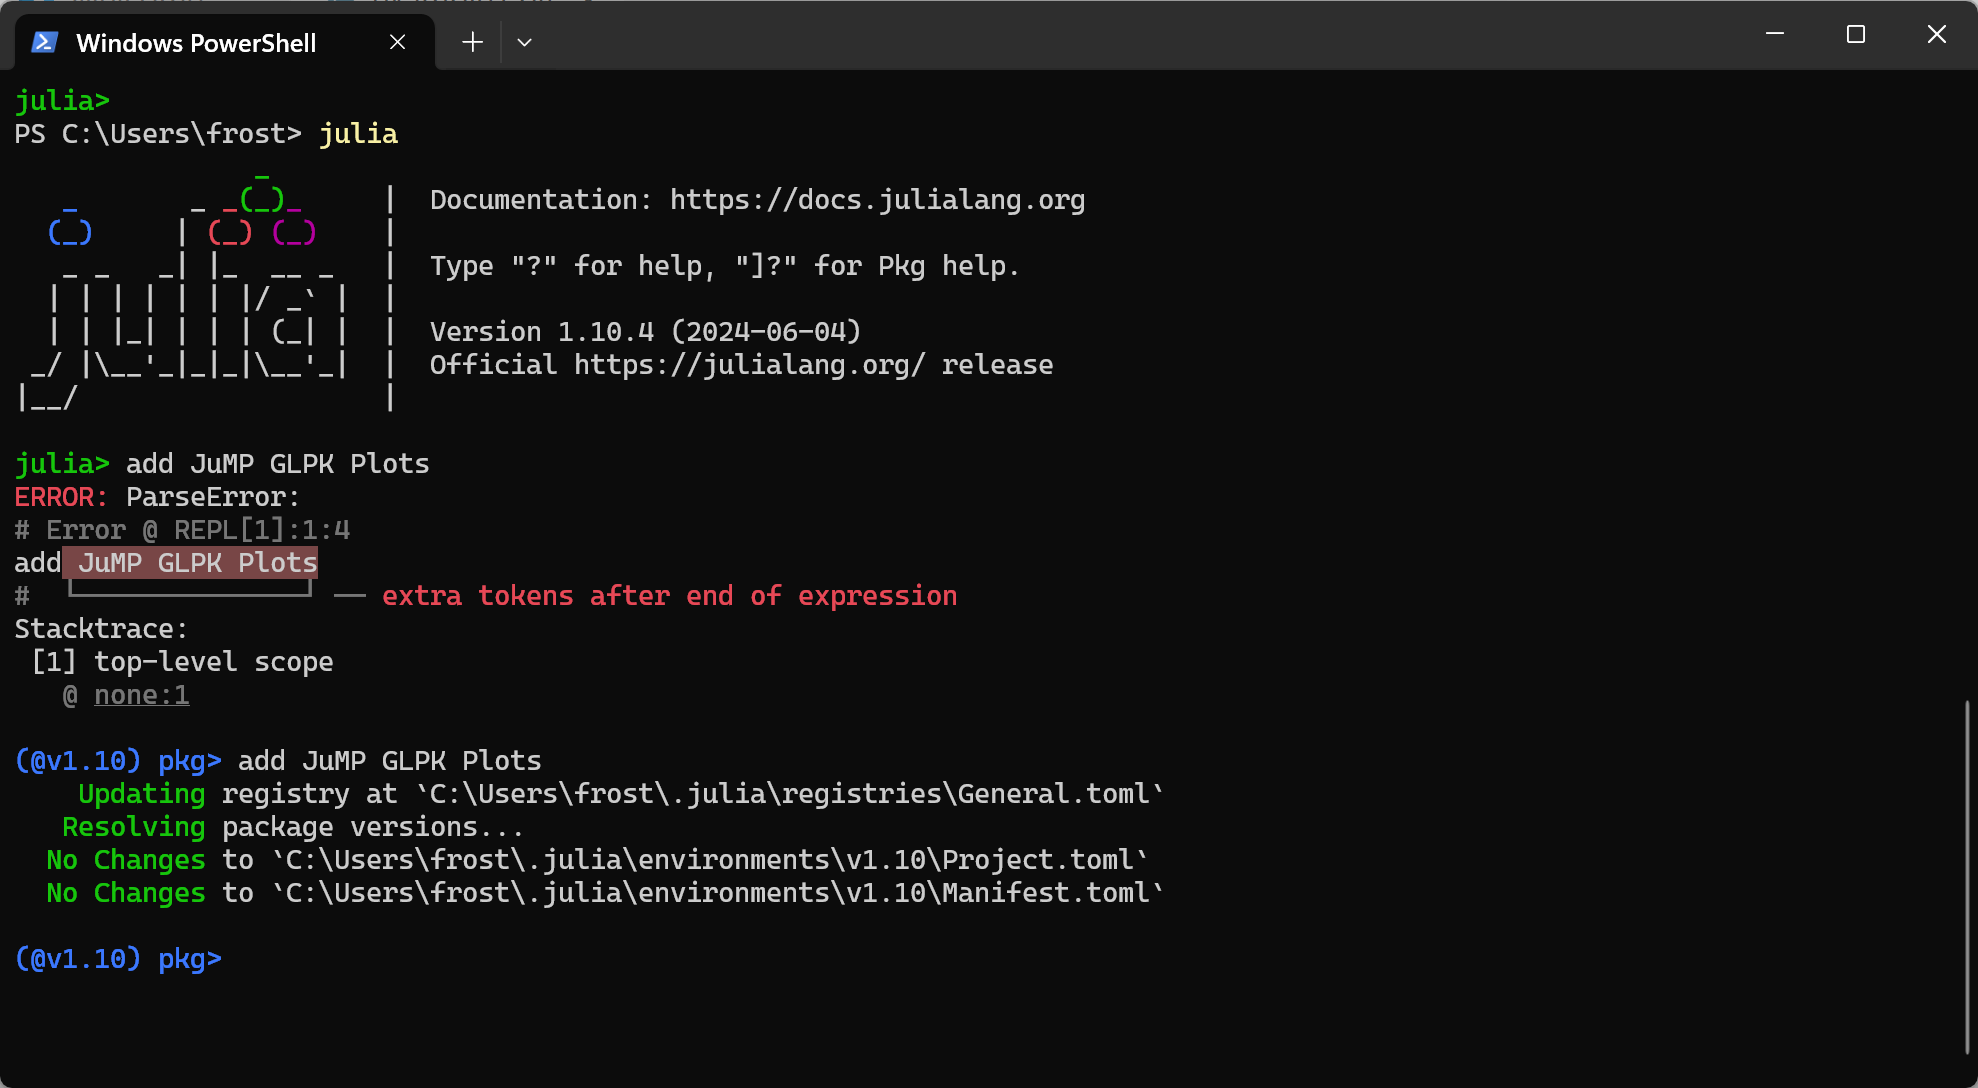 Windows PowerShell
julia>
PS C:\Users\frost> julia
               _
   _       _ _(_)_     |  Documentation: https://docs.julialang.org
  (_)     | (_) (_)    |
   _ _   _| |_  __ _   |  Type "?" for help, "]?" for Pkg help.
  | | | | | | |/ _` |  |
  | | |_| | | | (_| |  |  Version 1.10.4 (2024-06-04)
 _/ |\__'_|_|_|\__'_|  |  Official https://julialang.org/ release
|__/                   |
julia> add JuMP GLPK Plots
ERROR: ParseError:
# Error @ REPL[1]:1:4
add JuMP GLPK Plots
#  └──────────────┘ ── extra tokens after end of expression
Stacktrace:
 [1] top-level scope
   @ none:1
(@v1.10) pkg> add JuMP GLPK Plots
    Updating registry at `C:\Users\frost\.julia\registries\General.toml`
   Resolving package versions...
  No Changes to `C:\Users\frost\.julia\environments\v1.10\Project.toml`
  No Changes to `C:\Users\frost\.julia\environments\v1.10\Manifest.toml`
(@v1.10) pkg>